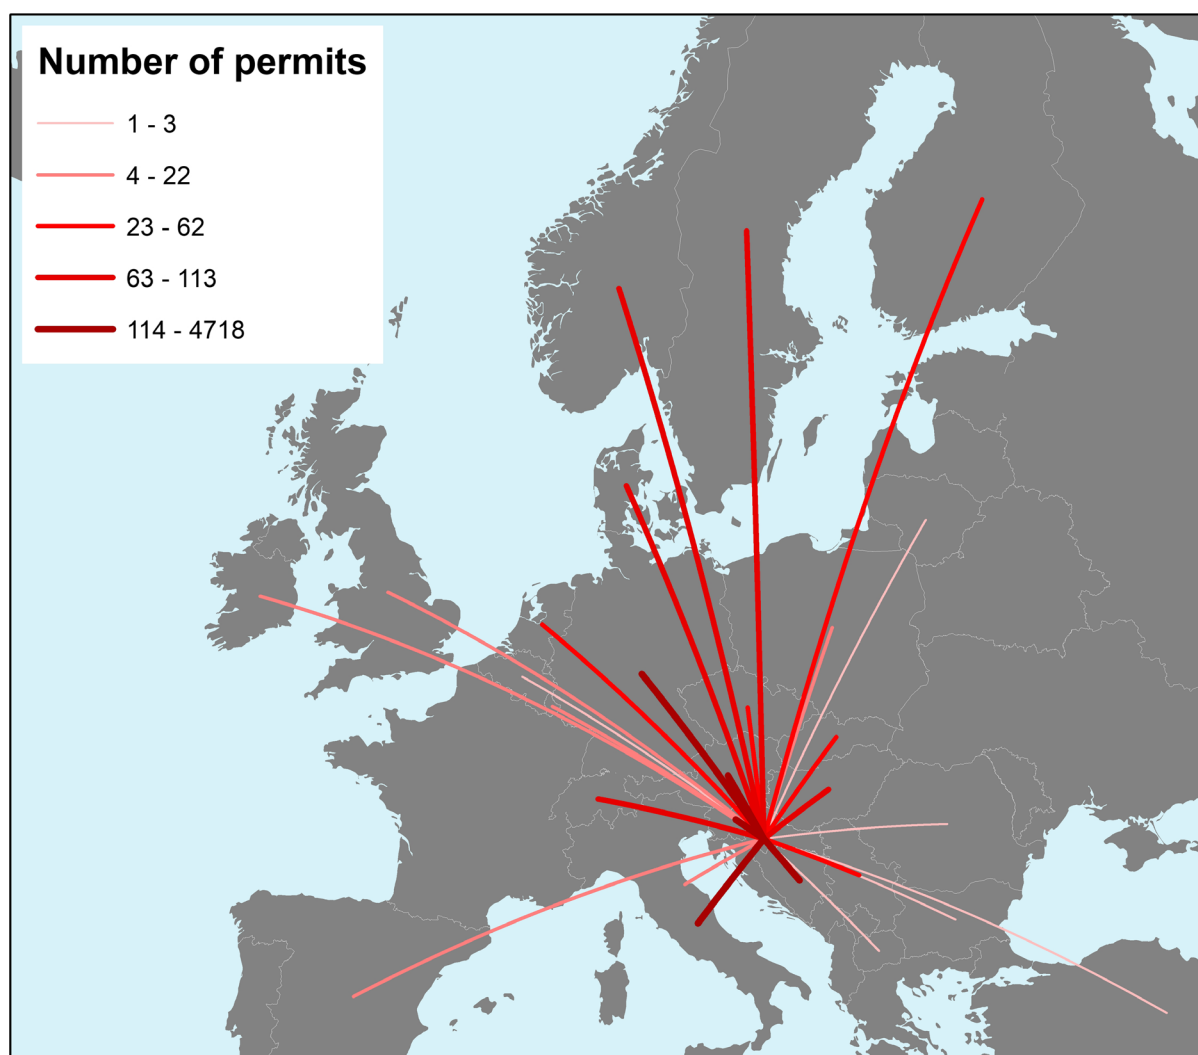 Number of permits
1 - 3
4 - 22
23 - 62
63 - 113
114 - 4718